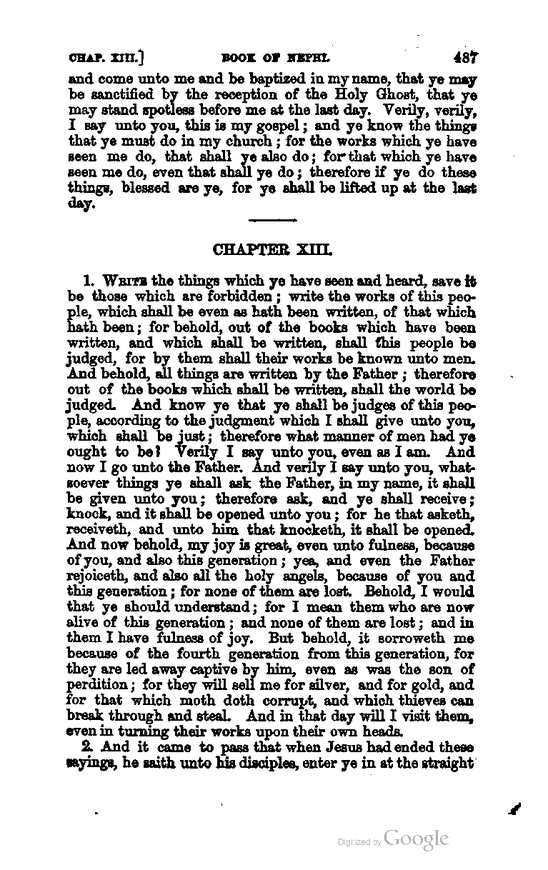 CHAP. XIII.] BOOK OF NEPHI. 487
and come unto me and be baptized in my name, that ye may
be sanctified by the reception of the Holy Ghost, that ye
may stand spotless before me at the last day. Verily, verily,
I say unto you, this is my gospel; and ye know the things
that ye must do in my church; for the works which ye have
seen me do, that shall ye also do; for that which ye have
seen me do, even that shall ye do; therefore if ye do these
things, blessed are ye, for ye shall be lifted up at the last
day.
CHAPTER XIII.
1. WRITE the things which ye have seen and heard, save it
be those which are forbidden; write the works of this peo-
ple, which shall be even as hath been written, of that which
hath been; for behold, out of the books which have been
written, and which shall be written, shall this people be
judged, for by them shall their works be known unto men.
And behold, all things are written by the Father; therefore
out of the books which shall be written, shall the world be
judged. And know ye that ye shall be judges of this peo-
ple, according to the judgment which I shall give unto you,
which shall be just; therefore what manner of men had ye
ought to be? Verily I say unto you, even as I am. And
now I go unto the Father. And verily I say unto you, what-
soever things ye shall ask the Father, in my name, it shall
be given unto you; therefore ask, and ye shall receive;
knock, and it shall be opened unto you; for he that asketh,
receiveth, and unto him that knocketh, it shall be opened.
And now behold, my joy is great, even unto fulness, because
of you, and also this generation; yea, and even the Father
rejoiceth, and also all the holy angels, because of you and
this generation; for none of them are lost. Behold, I would
that ye should understand; for I mean them who are now
alive of this generation; and none of them are lost; and in
them I have fulness of joy. But behold, it sorroweth me
because of the fourth generation from this generation, for
they are led away captive by him, even as was the son of
perdition; for they will sell me for silver, and for gold, and
for that which moth doth corrupt, and which thieves can
break through and steal. And in that day will I visit them,
even in turning their works upon their own heads.
2. And it came to pass that when Jesus had ended these
sayings, he saith unto his disciples, enter ye in at the straight
Digitized by Google